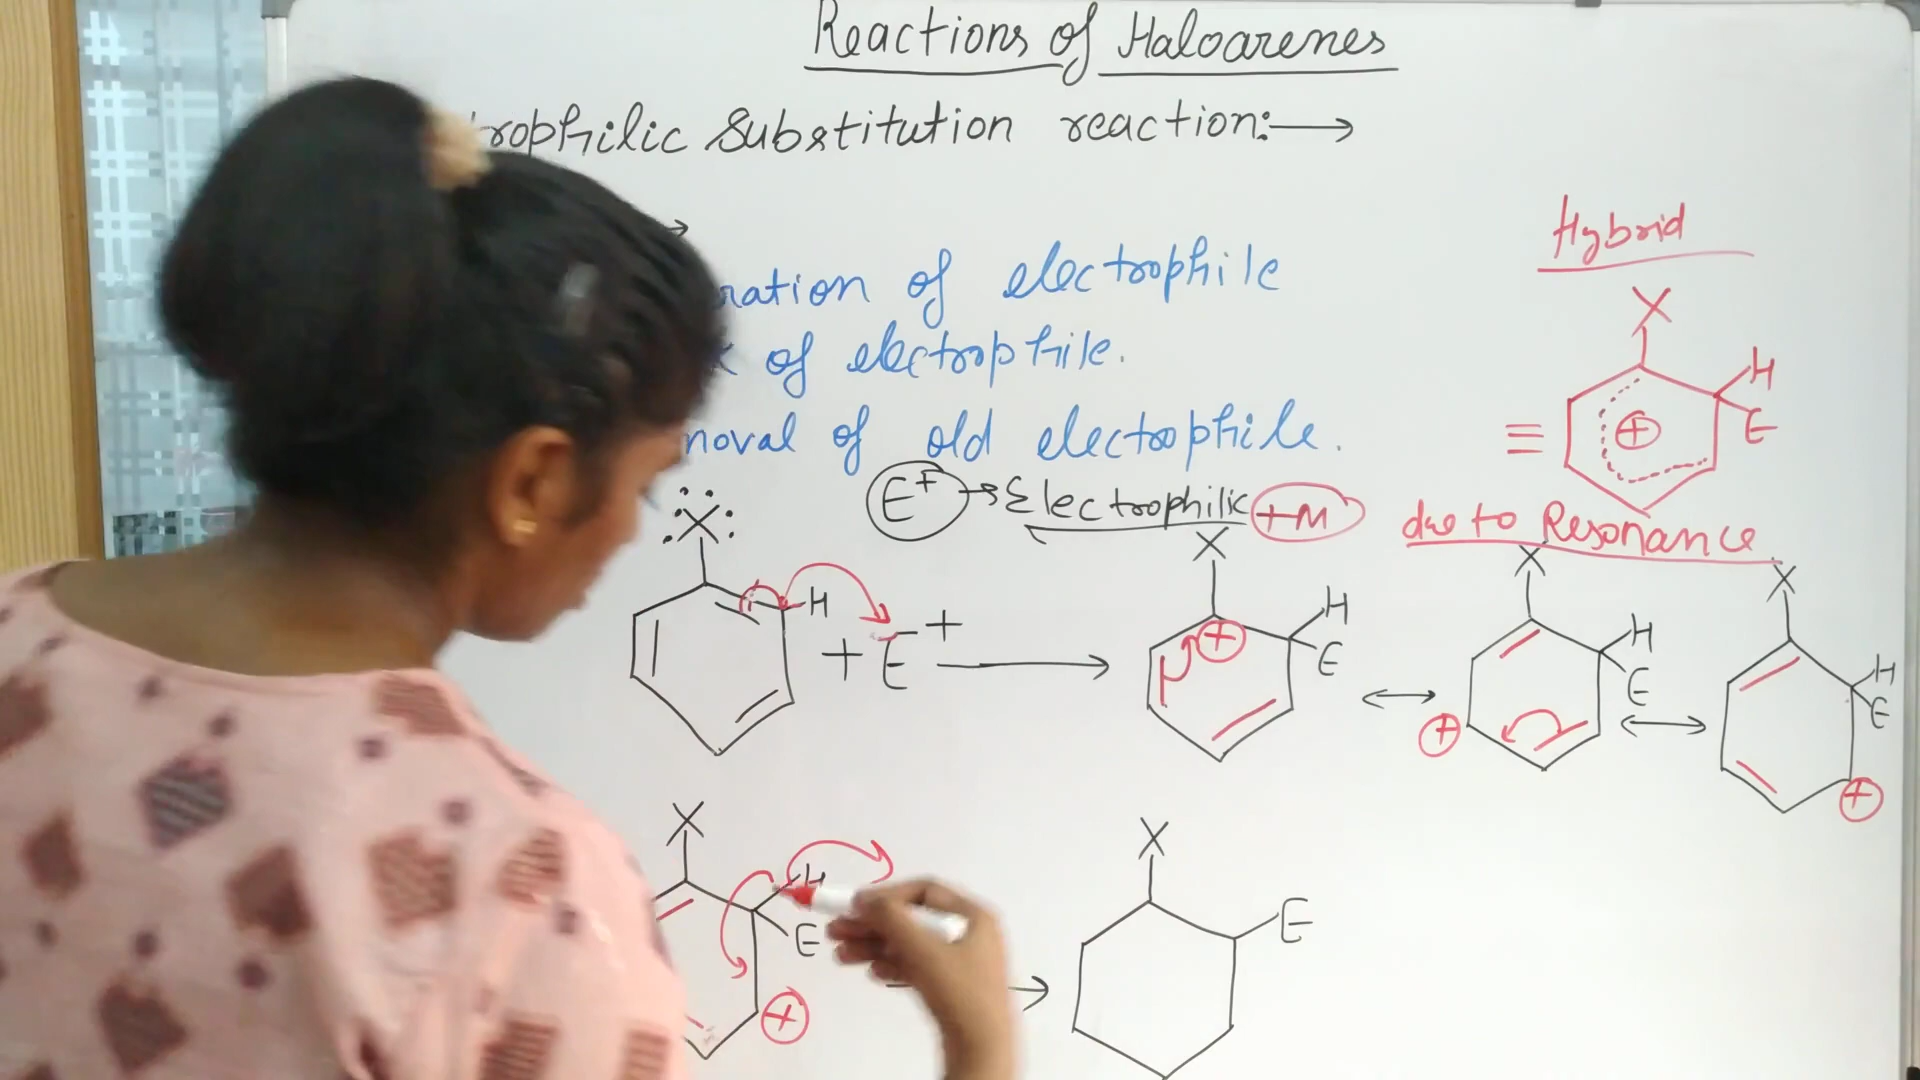 Reactions of Haloarenes
rophilic Substitution reaction:→
→
Hybrid
ration of electrophile
X
of electrophile.
H
E
≡
+
noval of old electrophile.
E+ → Electrophilic +M
due to Resonance
X
H
+ E+ →
X
+
H
E
↔
X
H
E
+
↔
X
H
E
+
X
H
E
+
→
X
E